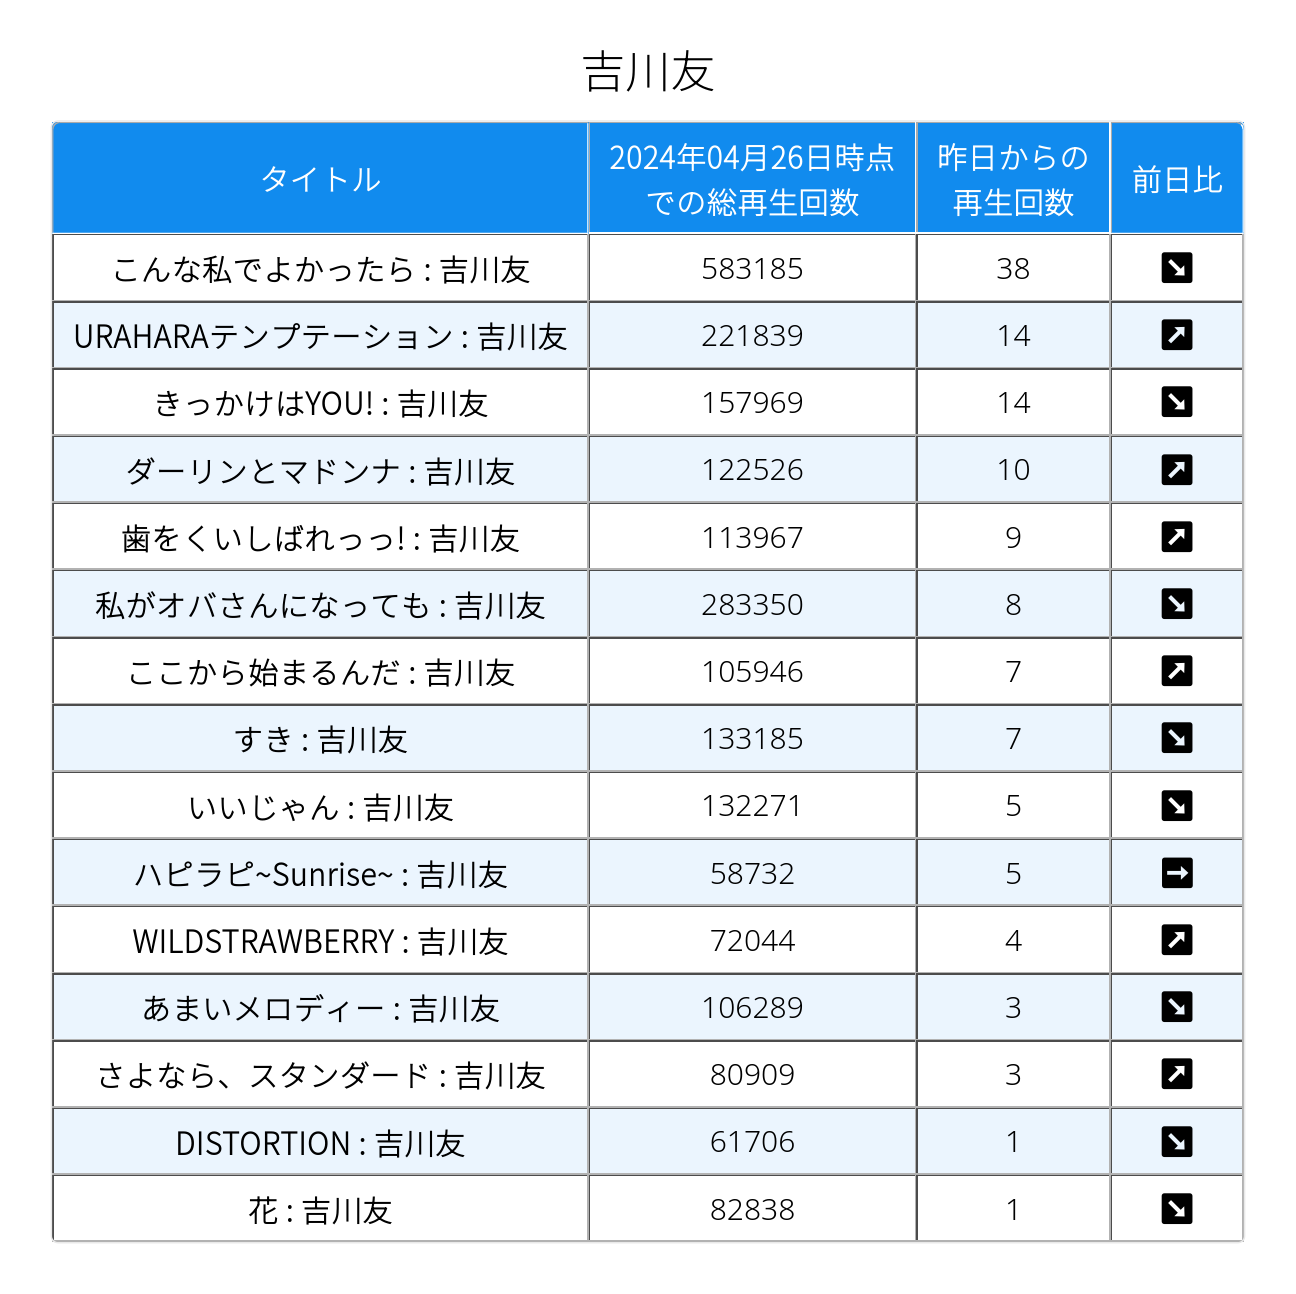 吉川友
タイトル
2024年04月26日時点
での総再生回数
昨日からの
再生回数
前日比
こんな私でよかったら : 吉川友 583185 38 ↘
URAHARAテンプテーション : 吉川友 221839 14 ↗
きっかけはYOU! : 吉川友 157969 14 ↘
ダーリンとマドンナ : 吉川友 122526 10 ↗
歯をくいしばれっっ! : 吉川友 113967 9 ↗
私がオバさんになっても : 吉川友 283350 8 ↘
ここから始まるんだ : 吉川友 105946 7 ↗
すき : 吉川友 133185 7 ↘
いいじゃん : 吉川友 132271 5 ↘
ハピラピ~Sunrise~ : 吉川友 58732 5 →
WILDSTRAWBERRY : 吉川友 72044 4 ↗
あまいメロディー : 吉川友 106289 3 ↘
さよなら、スタンダード : 吉川友 80909 3 ↗
DISTORTION : 吉川友 61706 1 ↘
花 : 吉川友 82838 1 ↘